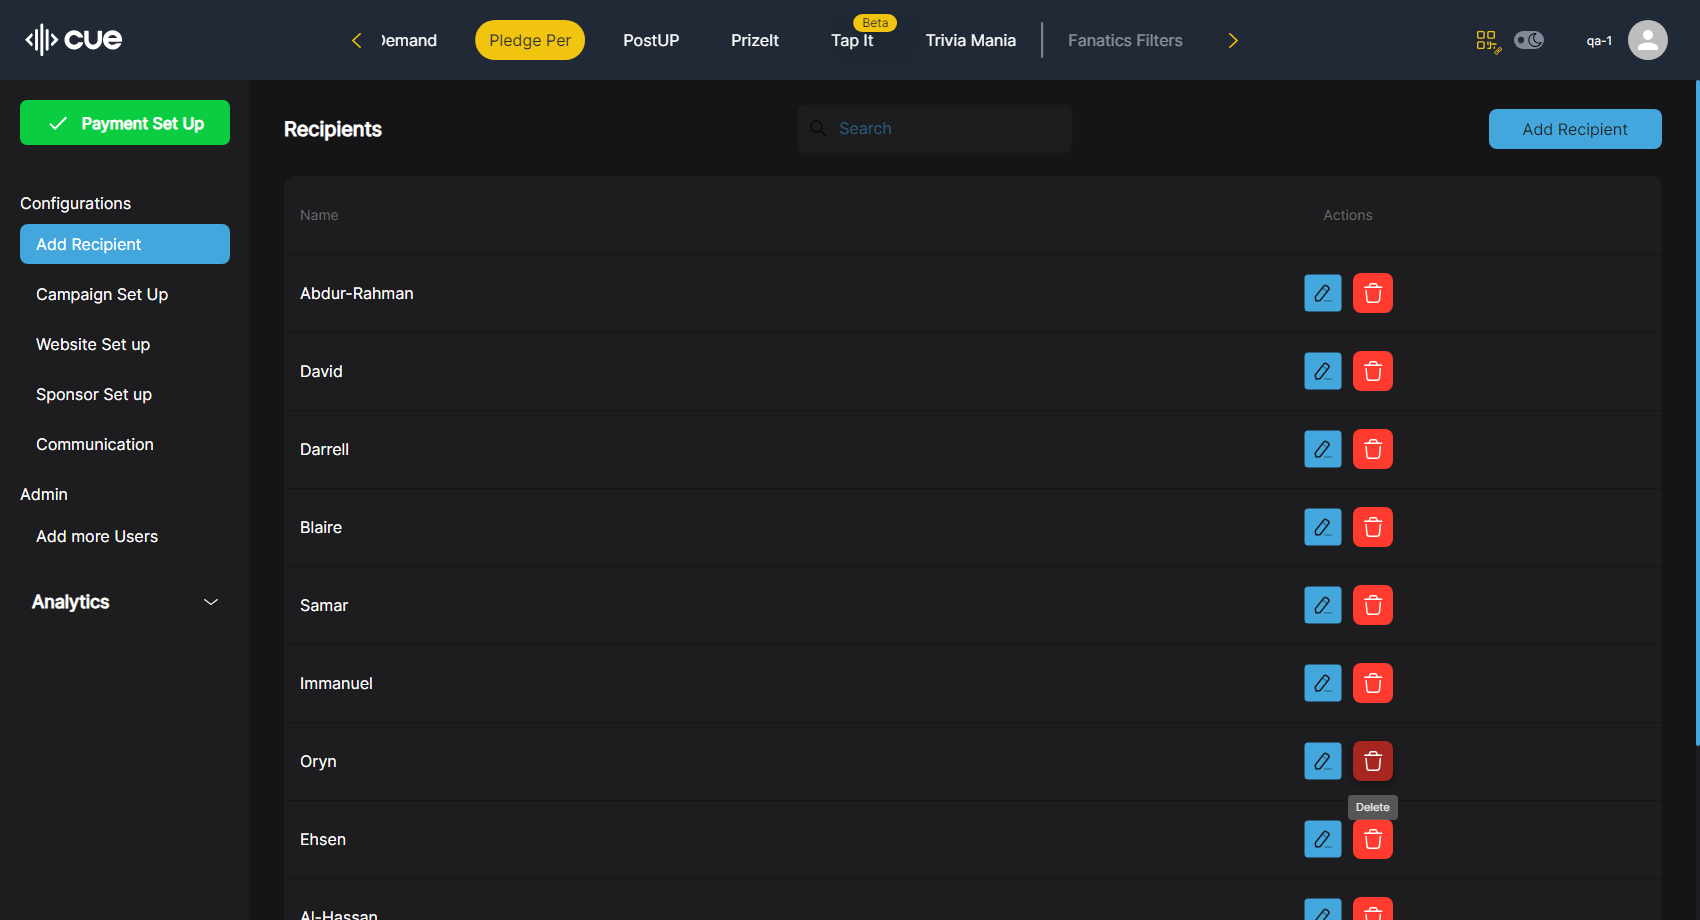 cue
Demand
Pledge Per
PostUP
PrizeIt
Beta
Tap It
Trivia Mania
Fanatics Filters
qa-1
Payment Set Up
Configurations
Add Recipient
Campaign Set Up
Website Set up
Sponsor Set up
Communication
Admin
Add more Users
Analytics
Recipients
Search
Add Recipient
Name
Actions
Abdur-Rahman
David
Darrell
Blaire
Samar
Immanuel
Oryn
Delete
Ehsen
Al-Hassan